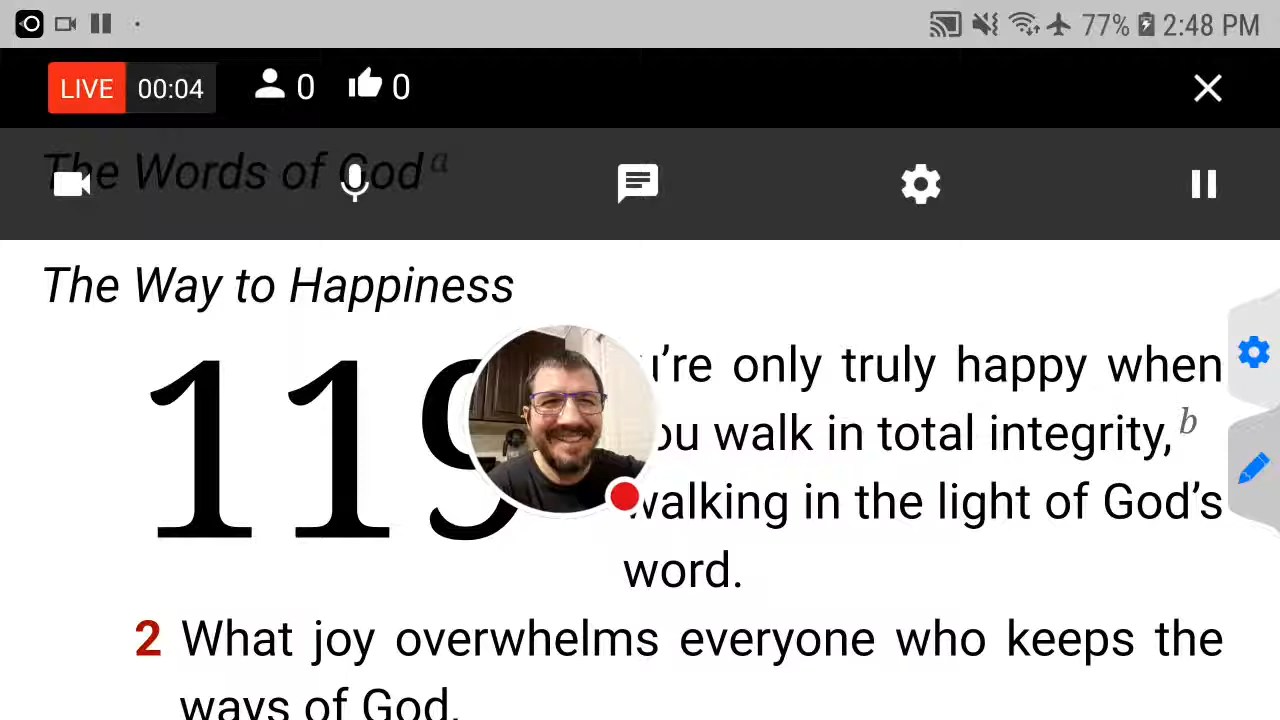 77% 2:48 PM
LIVE 00:04 0 0
The Words of God a
The Way to Happiness
119 u’re only truly happy when
ou walk in total integrity, b
walking in the light of God’s
word.
2 What joy overwhelms everyone who keeps the
ways of God,